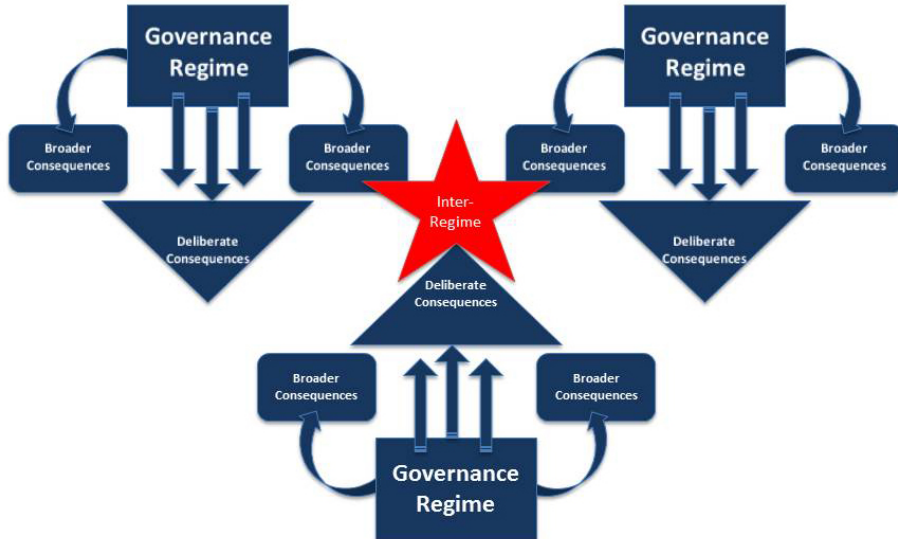 Governance
Regime
Governance
Regime
Broader
Consequences
Broader
Consequences
Broader
Consequences
Broader
Consequences
Inter-
Regime
Deliberate
Consequences
Deliberate
Consequences
Deliberate
Consequences
Broader
Consequences
Broader
Consequences
Governance
Regime